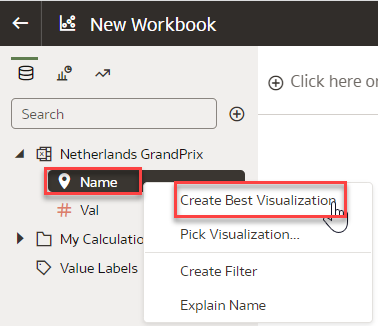 New Workbook
Click here or
Search
Netherlands GrandPrix
Name
Create Best Visualization
Val
Pick Visualization...
My Calculatio
Create Filter
Value Labels
Explain Name